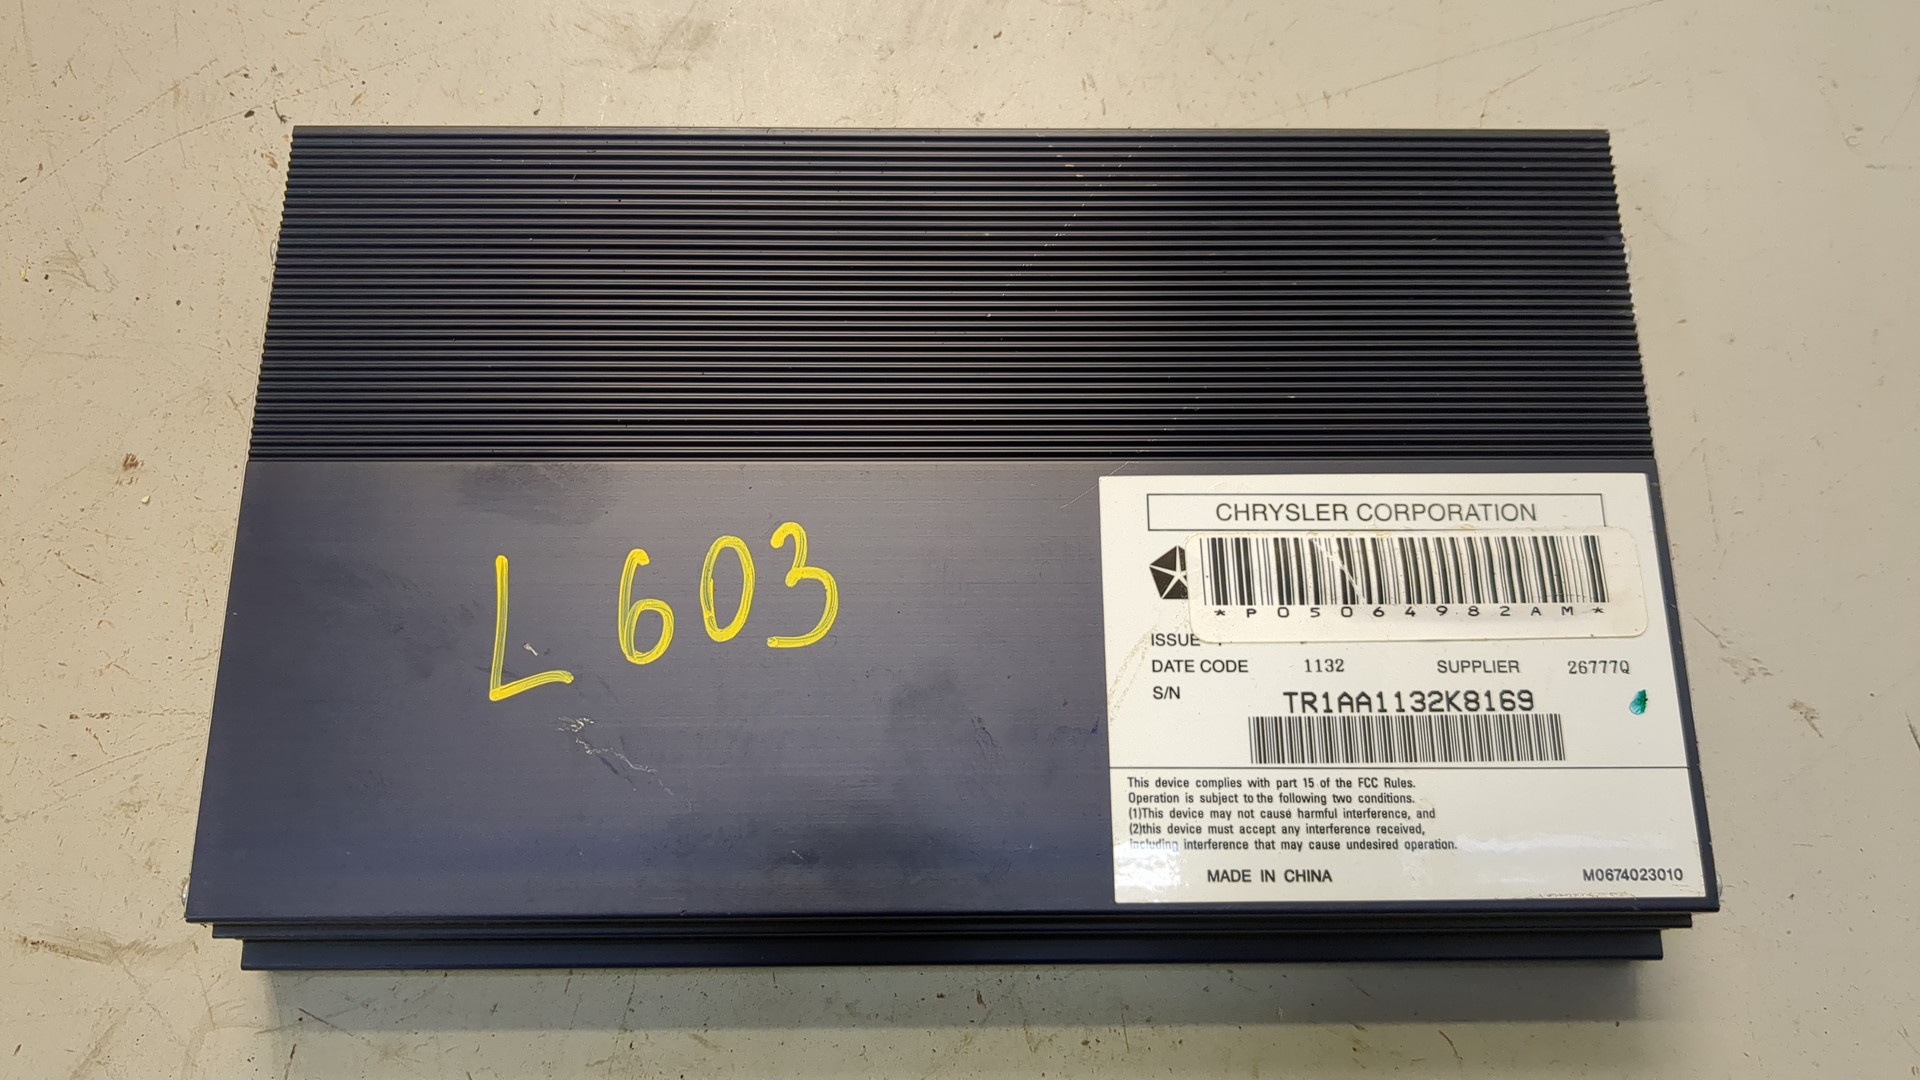 L 603
CHRYSLER CORPORATION
*P05064982AM*
ISSUE
DATE CODE 1132 SUPPLIER 26777Q
S/N TR1AA1132K8169
This device complies with part 15 of the FCC Rules.
Operation is subject to the following two conditions.
(1)This device may not cause harmful interference, and
(2)this device must accept any interference received,
including interference that may cause undesired operation.
MADE IN CHINA M0674023010